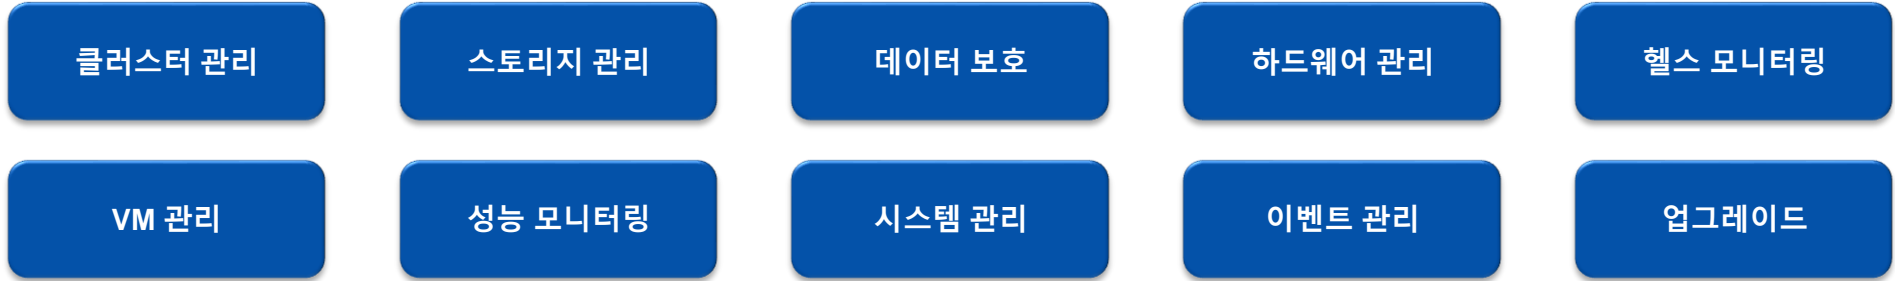 클러스터 관리
스토리지 관리
데이터 보호
하드웨어 관리
헬스 모니터링
VM 관리
성능 모니터링
시스템 관리
이벤트 관리
업그레이드